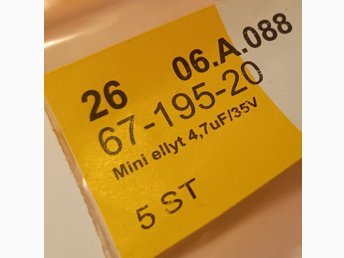 26 06.A.088
67-195-20
Mini ellyt 4,7uF/35V
5 ST